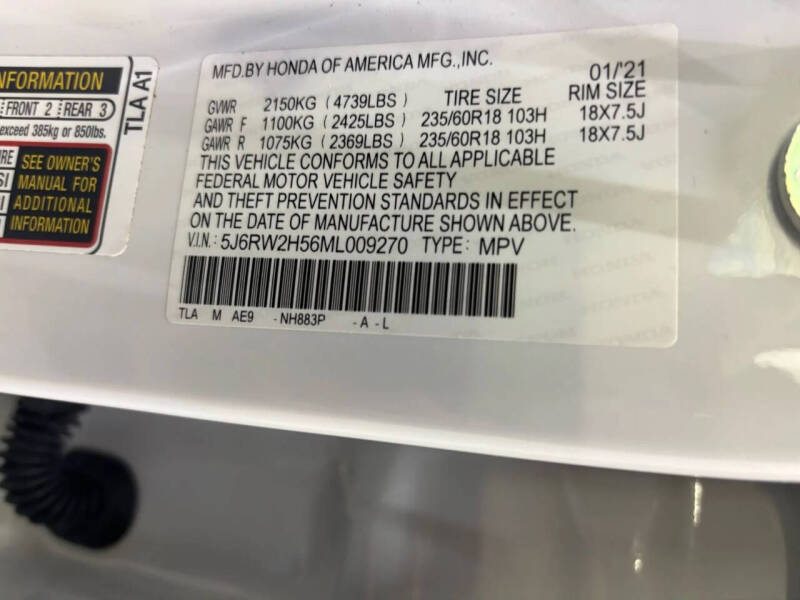 NFORMATION
FRONT 2 REAR 3
exceed 385kg or 850lbs.
SEE OWNER'S
MANUAL FOR
ADDITIONAL
INFORMATION
TLA A1
MFD.BY HONDA OF AMERICA MFG.,INC. 01/'21
GVWR 2150KG (4739LBS) TIRE SIZE RIM SIZE
GAWR F 1100KG (2425LBS) 235/60R18 103H 18X7.5J
GAWR R 1075KG (2369LBS) 235/60R18 103H 18X7.5J
THIS VEHICLE CONFORMS TO ALL APPLICABLE
FEDERAL MOTOR VEHICLE SAFETY
AND THEFT PREVENTION STANDARDS IN EFFECT
ON THE DATE OF MANUFACTURE SHOWN ABOVE.
V.I.N.: 5J6RW2H56ML009270 TYPE: MPV
TLA M AE9 -NH883P -A-L